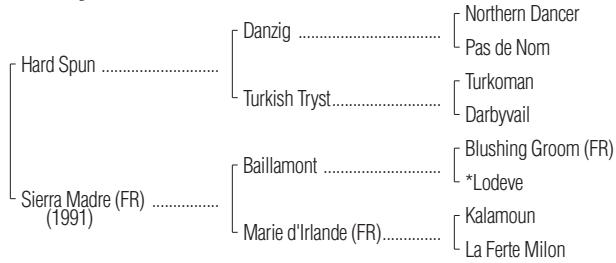 Northern Dancer
Danzig ................................
Pas de Nom
Hard Spun ..........................
Turkoman
Turkish Tryst........................
Darbyvail
Blushing Groom (FR)
Baillamont ..........................
*Lodeve
Sierra Madre (FR) ...............
(1991)
Kalamoun
Marie d'Irlande (FR).............
La Ferte Milon